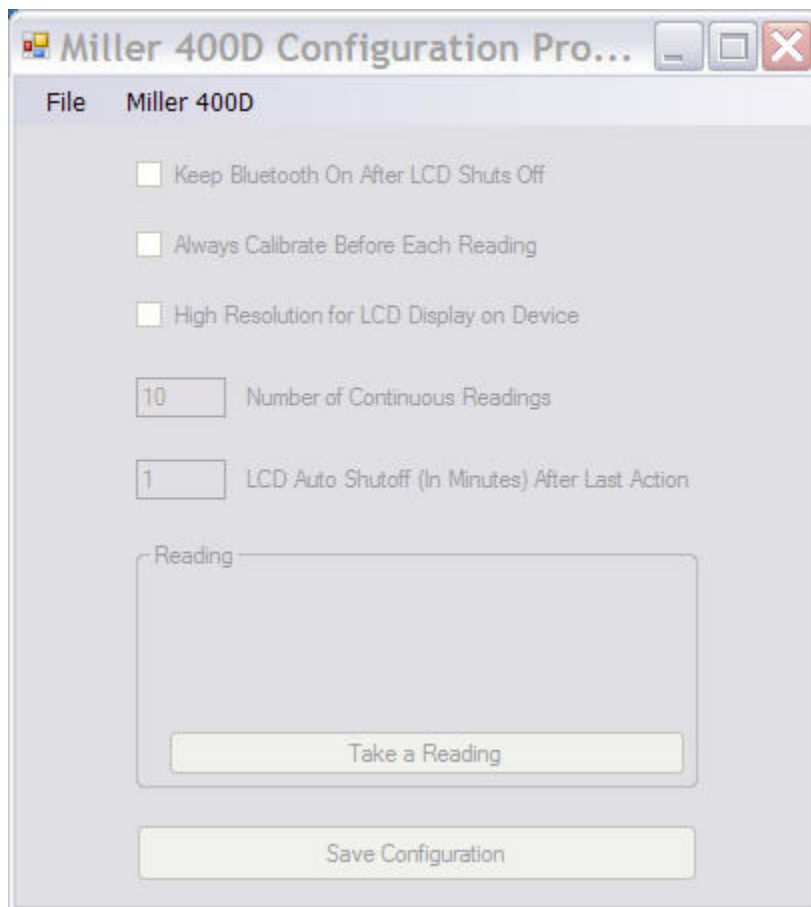 Miller 400D Configuration Pro...
File Miller 400D
Keep Bluetooth On After LCD Shuts Off
Always Calibrate Before Each Reading
High Resolution for LCD Display on Device
10 Number of Continuous Readings
1 LCD Auto Shutoff (In Minutes) After Last Action
Reading
Take a Reading
Save Configuration